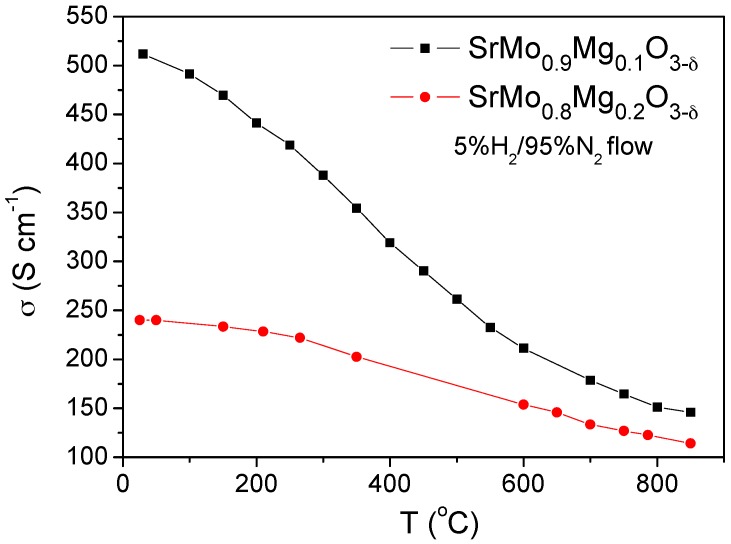 550
500
450
400
350
300
250
200
150
100
σ (S cm⁻¹)
SrMo₀.₉Mg₀.₁O₃₋δ
SrMo₀.₈Mg₀.₂O₃₋δ
5%H₂/95%N₂ flow
0 200 400 600 800
T (°C)